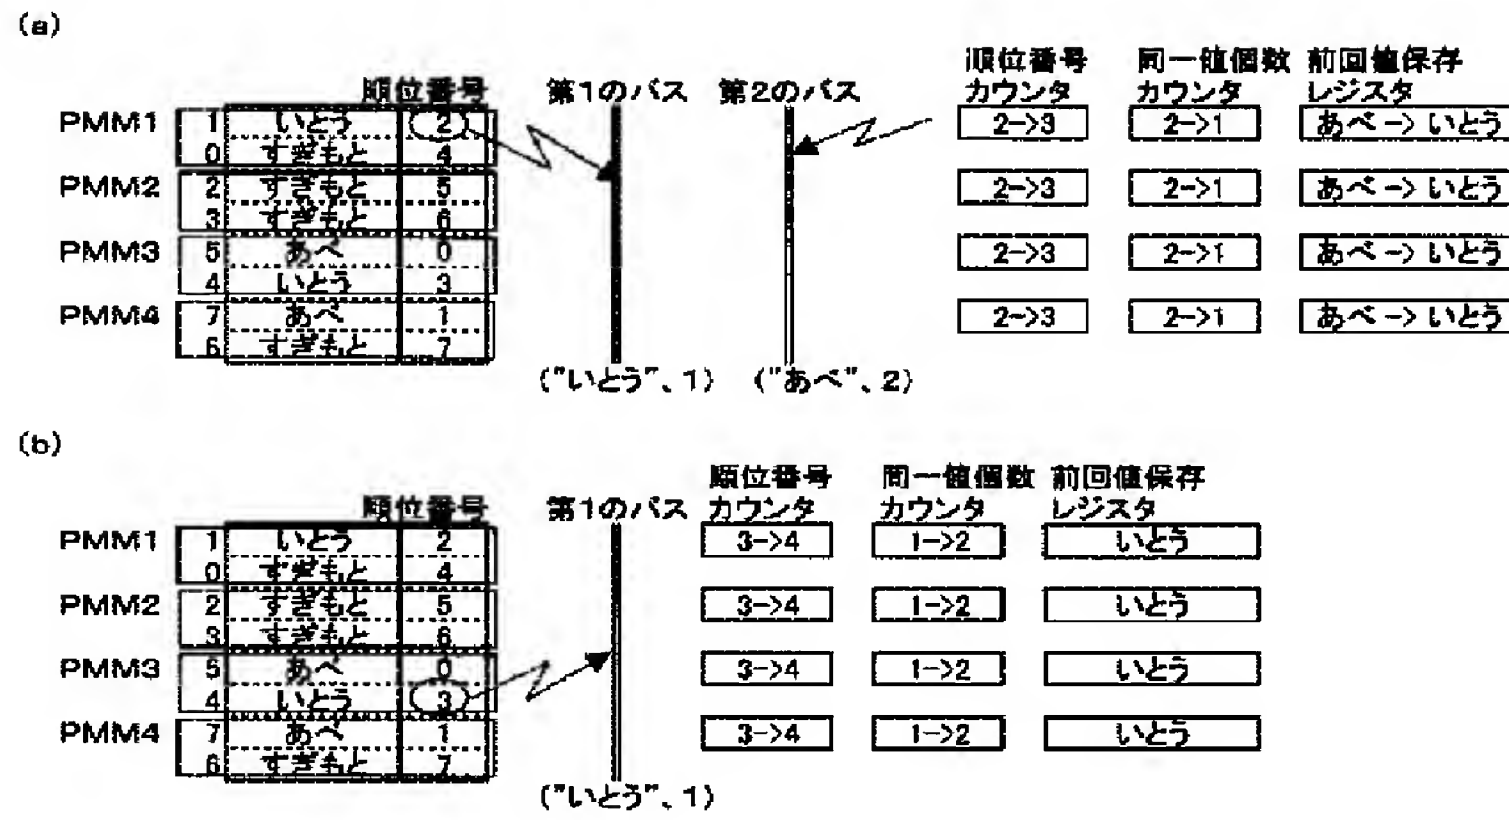 (a)
順位番号 第1のバス 第2のバス 順位番号カウンタ 同一値個数カウンタ 前回値保存レジスタ
PMM1 1 いとう 2 2->3 2->1 あべ -> いとう
0 すぎもと 4
PMM2 2 すぎもと 5 2->3 2->1 あべ -> いとう
3 すぎもと 6
PMM3 5 あべ 0 2->3 2->1 あべ -> いとう
4 いとう 3
PMM4 7 あべ 1 2->3 2->1 あべ -> いとう
6 すぎもと 7
("いとう"、1) ("あべ"、2)
(b)
順位番号 第1のバス 順位番号カウンタ 同一値個数カウンタ 前回値保存レジスタ
PMM1 1 いとう 2 3->4 1->2 いとう
0 すぎもと 4
PMM2 2 すぎもと 5 3->4 1->2 いとう
3 すぎもと 6
PMM3 5 あべ 0 3->4 1->2 いとう
4 いとう 3
PMM4 7 あべ 1 3->4 1->2 いとう
6 すぎもと 7
("いとう"、1)